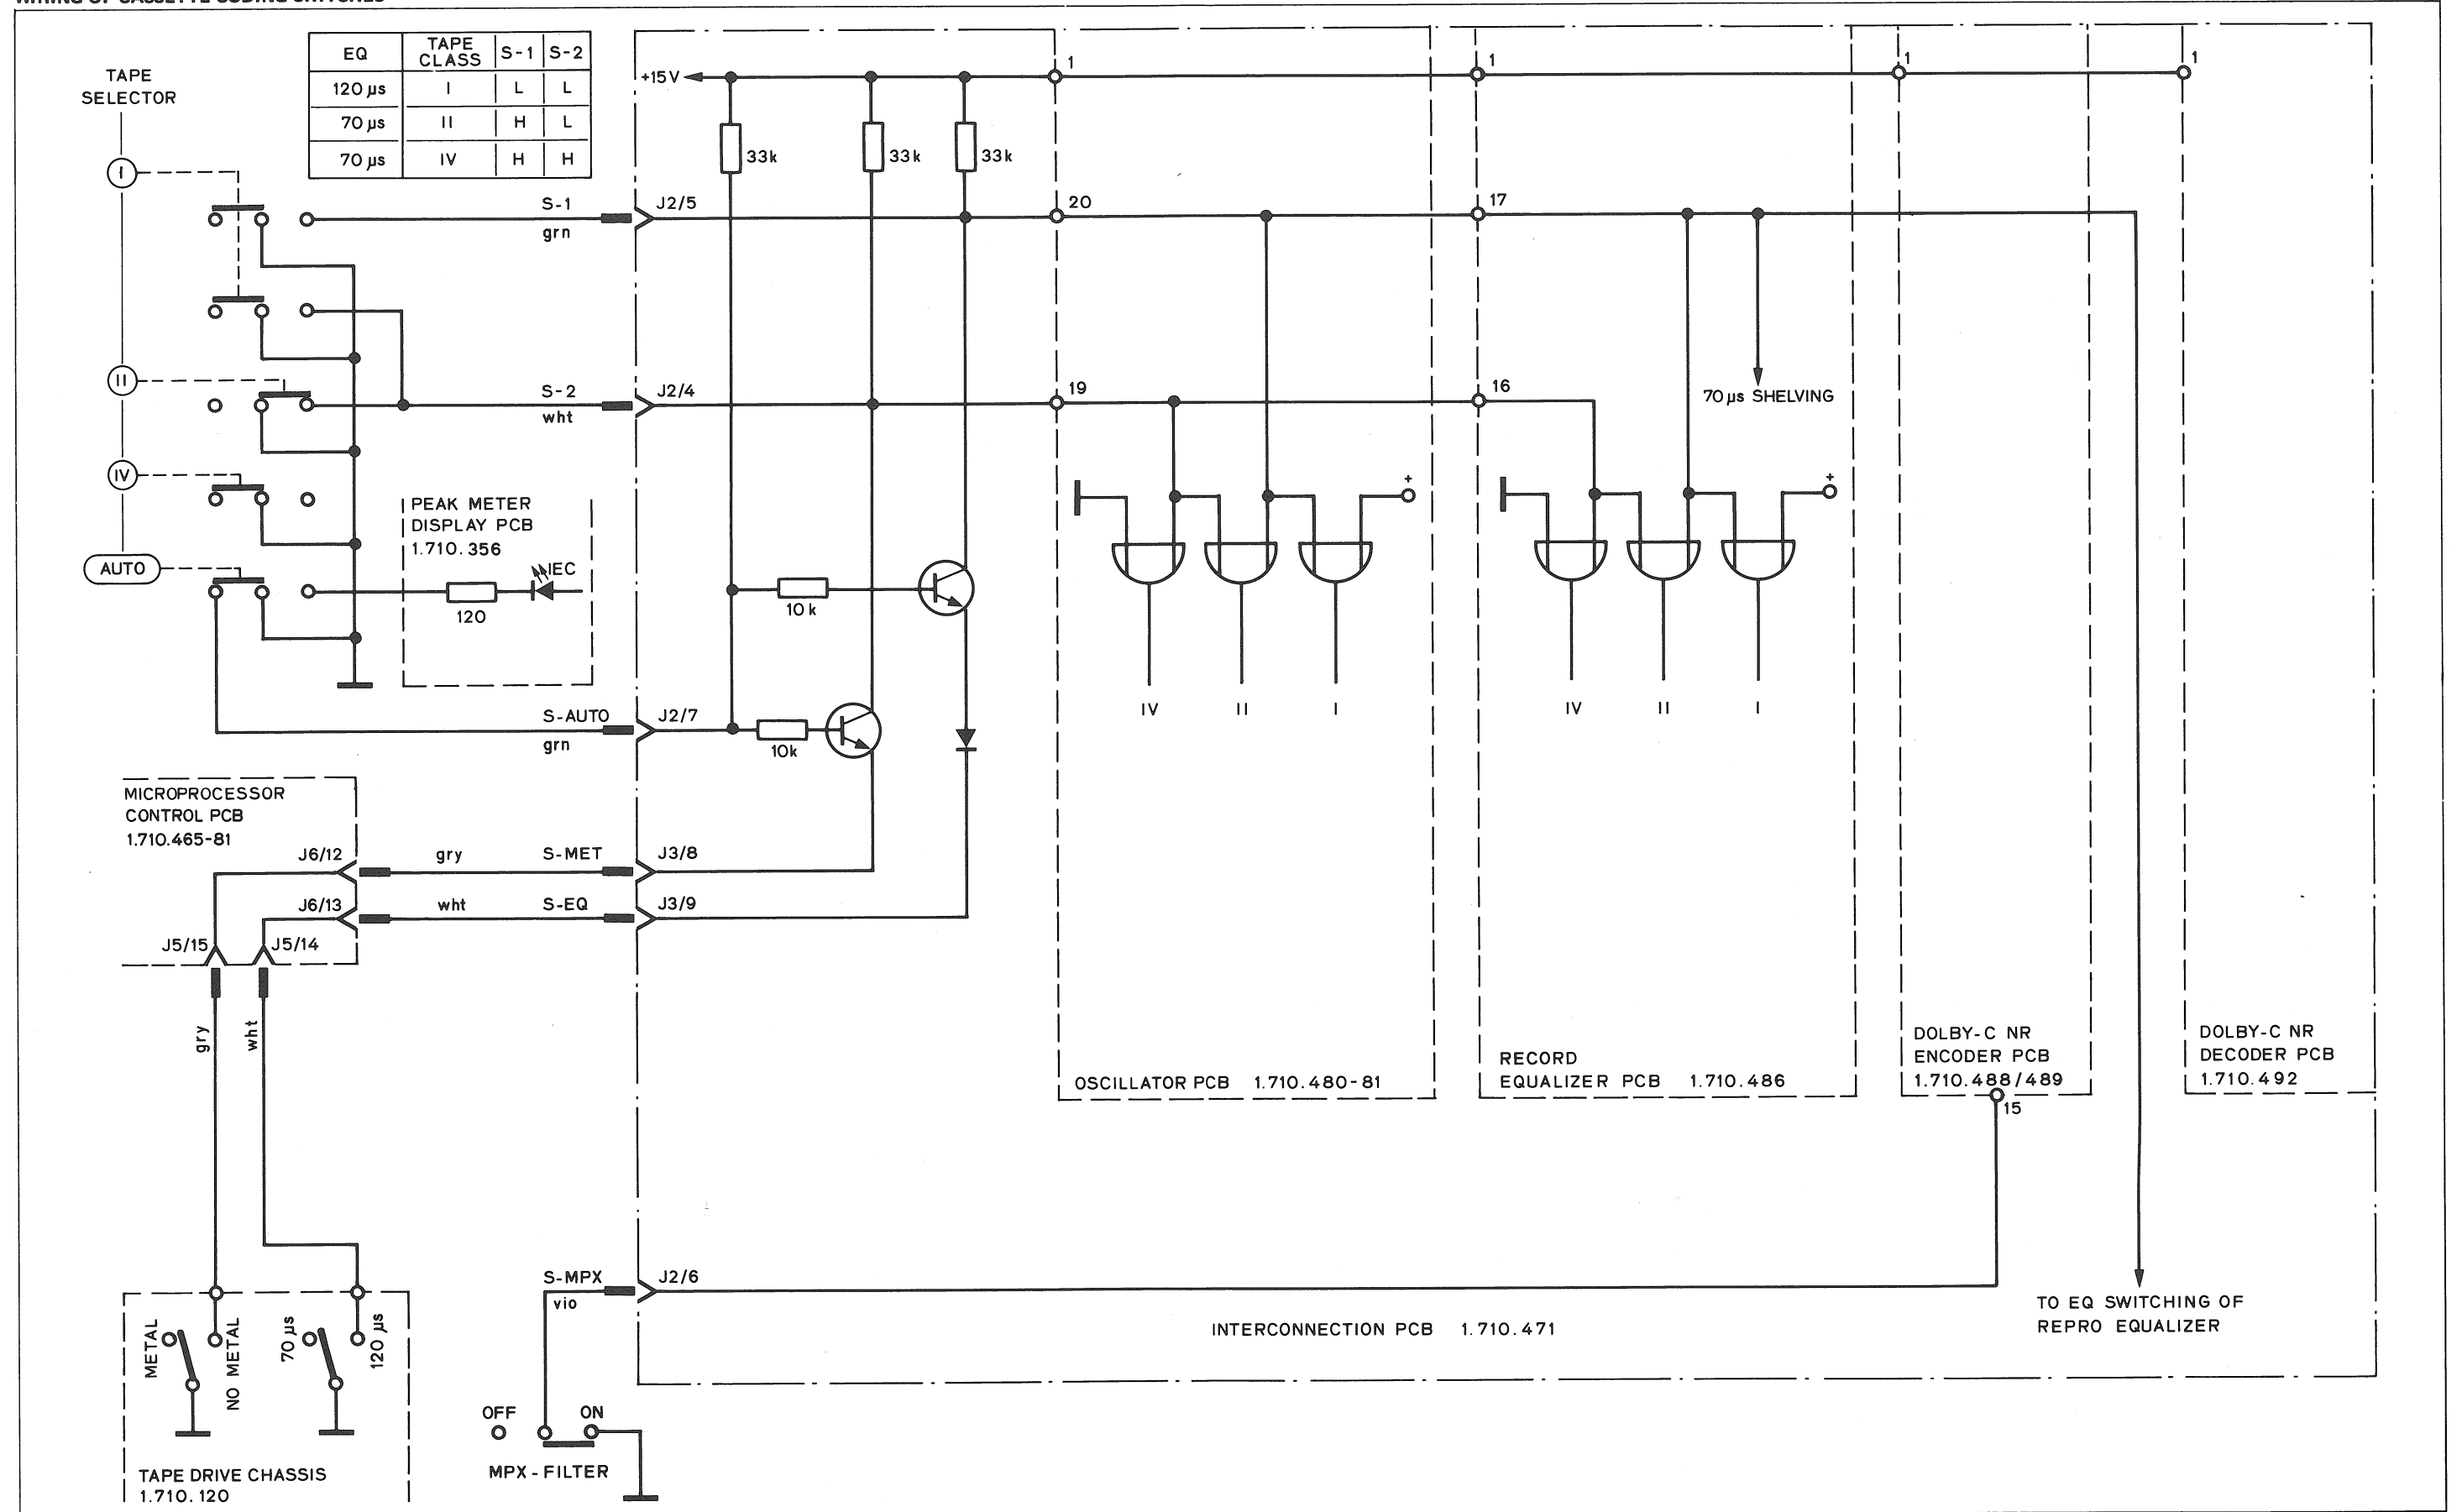 WIRING OF CASSETTE CODING SWITCHES
TAPE
SELECTOR
EQ TAPE CLASS S-1 S-2
120 µs I L L
70 µs II H L
70 µs IV H H
I
II
IV
AUTO
S-1
grn
J2/5
S-2
wht
J2/4
PEAK METER
DISPLAY PCB
1.710.356
IEC
120
S-AUTO
grn
J2/7
+15V
33k
33k
33k
10k
10k
MICROPROCESSOR
CONTROL PCB
1.710.465-81
J6/12
gry
S-MET
J3/8
J6/13
wht
S-EQ
J3/9
J5/15
J5/14
gry
wht
METAL
NO METAL
70 µs
120 µs
TAPE DRIVE CHASSIS
1.710.120
S-MPX
vio
J2/6
OFF
ON
MPX-FILTER
1
20
19
+
IV
II
I
OSCILLATOR PCB 1.710.480-81
1
17
16
70 µs SHELVING
+
IV
II
I
RECORD
EQUALIZER PCB 1.710.486
1
DOLBY-C NR
ENCODER PCB
1.710.488/489
15
1
DOLBY-C NR
DECODER PCB
1.710.492
TO EQ SWITCHING OF
REPRO EQUALIZER
INTERCONNECTION PCB 1.710.471